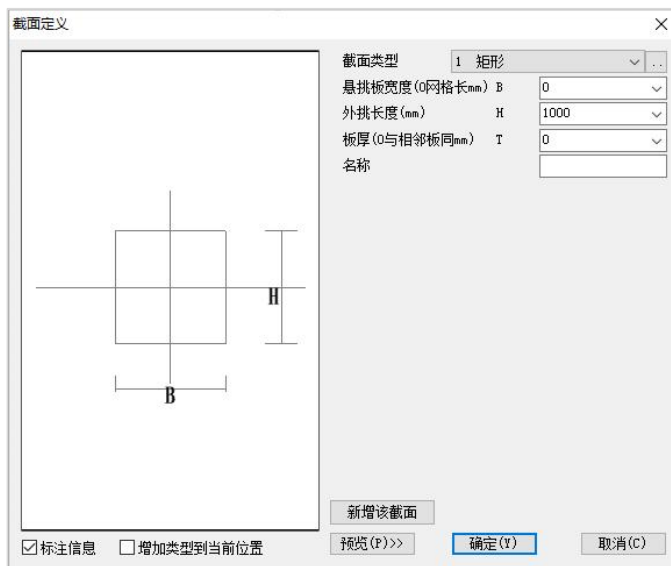 截面定义
截面类型 1 矩形 ..
悬挑板宽度(0网格长mm) B 0
外挑长度(mm) H 1000
板厚(0与相邻板同mm) T 0
名称
H
B
新增该截面
标注信息 增加类型到当前位置 预览(P)>> 确定(Y) 取消(C)